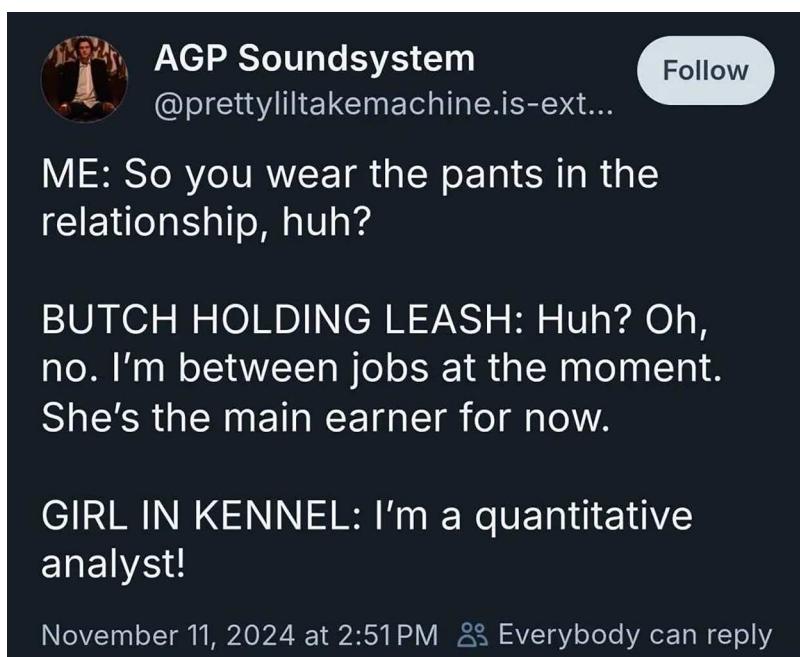 AGP Soundsystem
@prettyliltakemachine.is-ext...
Follow
ME: So you wear the pants in the
relationship, huh?
BUTCH HOLDING LEASH: Huh? Oh,
no. I’m between jobs at the moment.
She’s the main earner for now.
GIRL IN KENNEL: I’m a quantitative
analyst!
November 11, 2024 at 2:51 PM Everybody can reply